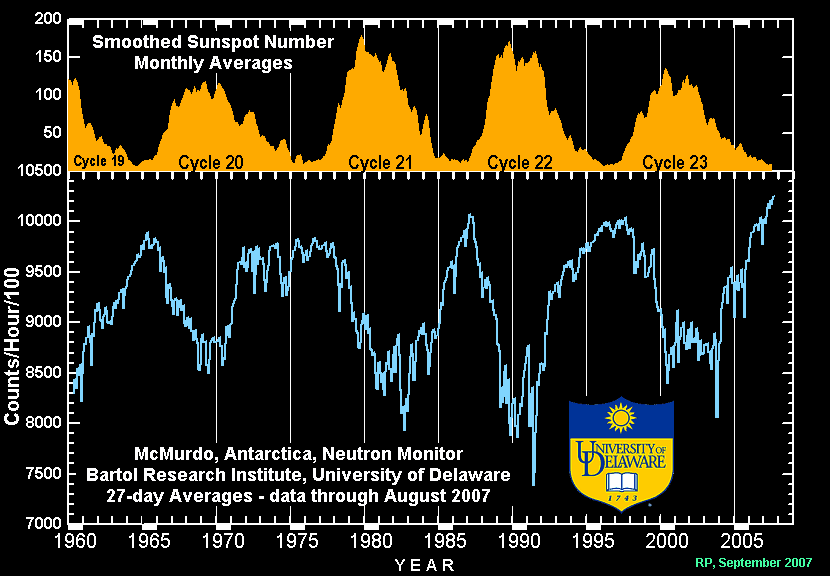 200
Smoothed Sunspot Number
Monthly Averages
150
100
50
Cycle 19 Cycle 20 Cycle 21 Cycle 22 Cycle 23
10500
10000
9500
9000
8500
8000
7500
7000
Counts/Hour/100
McMurdo, Antarctica, Neutron Monitor
Bartol Research Institute, University of Delaware
27-day Averages - data through August 2007
UNIVERSITY OF
DELAWARE
1743
1960 1965 1970 1975 1980 1985 1990 1995 2000 2005
YEAR
RP, September 2007